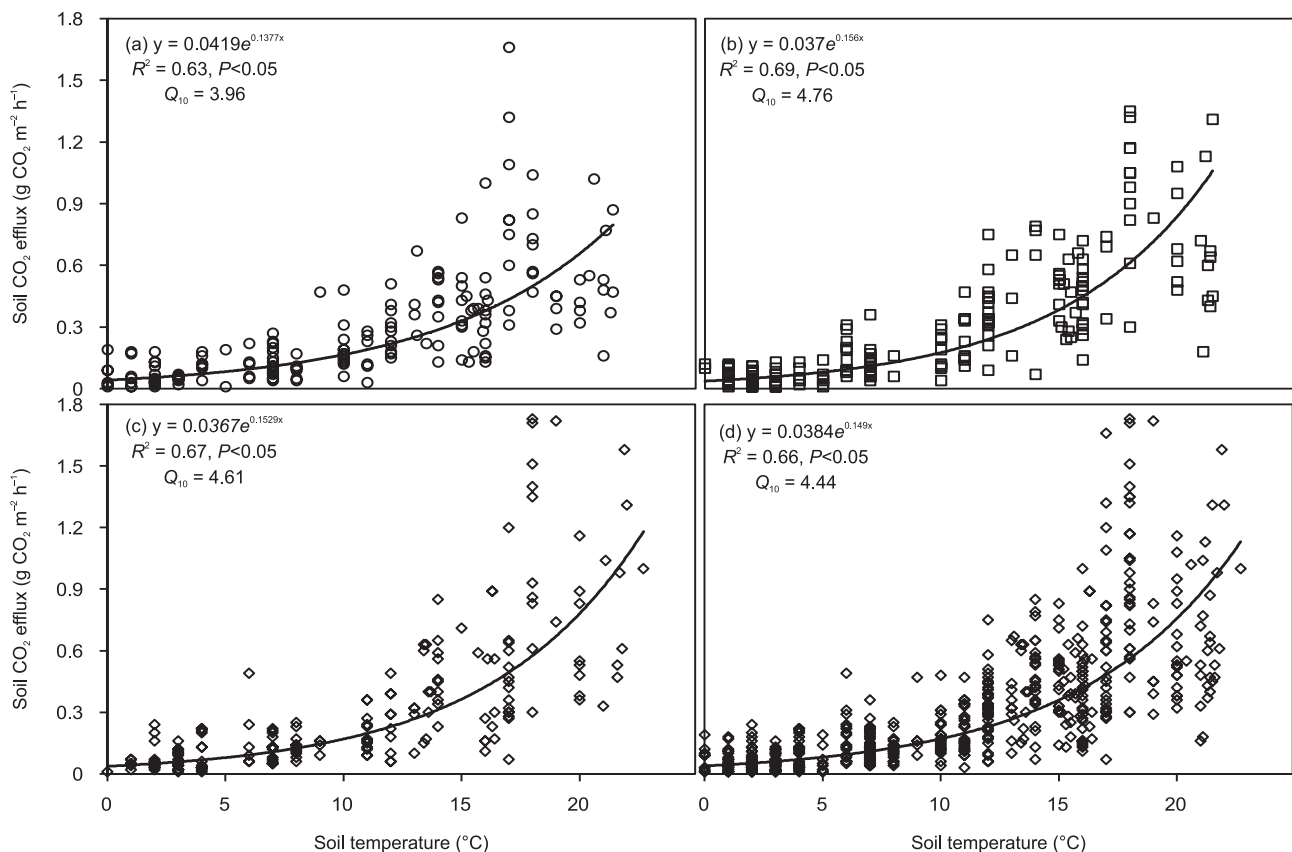 (a) y = 0.0419e^0.1377x
R² = 0.63, P<0.05
Q₁₀ = 3.96
(b) y = 0.037e^0.156x
R² = 0.69, P<0.05
Q₁₀ = 4.76
1.8
1.5
1.2
0.9
0.6
0.3
0
Soil CO₂ efflux (g CO₂ m⁻² h⁻¹)
(c) y = 0.0367e^0.1529x
R² = 0.67, P<0.05
Q₁₀ = 4.61
(d) y = 0.0384e^0.149x
R² = 0.66, P<0.05
Q₁₀ = 4.44
1.8
1.5
1.2
0.9
0.6
0.3
0
Soil CO₂ efflux (g CO₂ m⁻² h⁻¹)
0 5 10 15 20
0 5 10 15 20
Soil temperature (°C)
Soil temperature (°C)